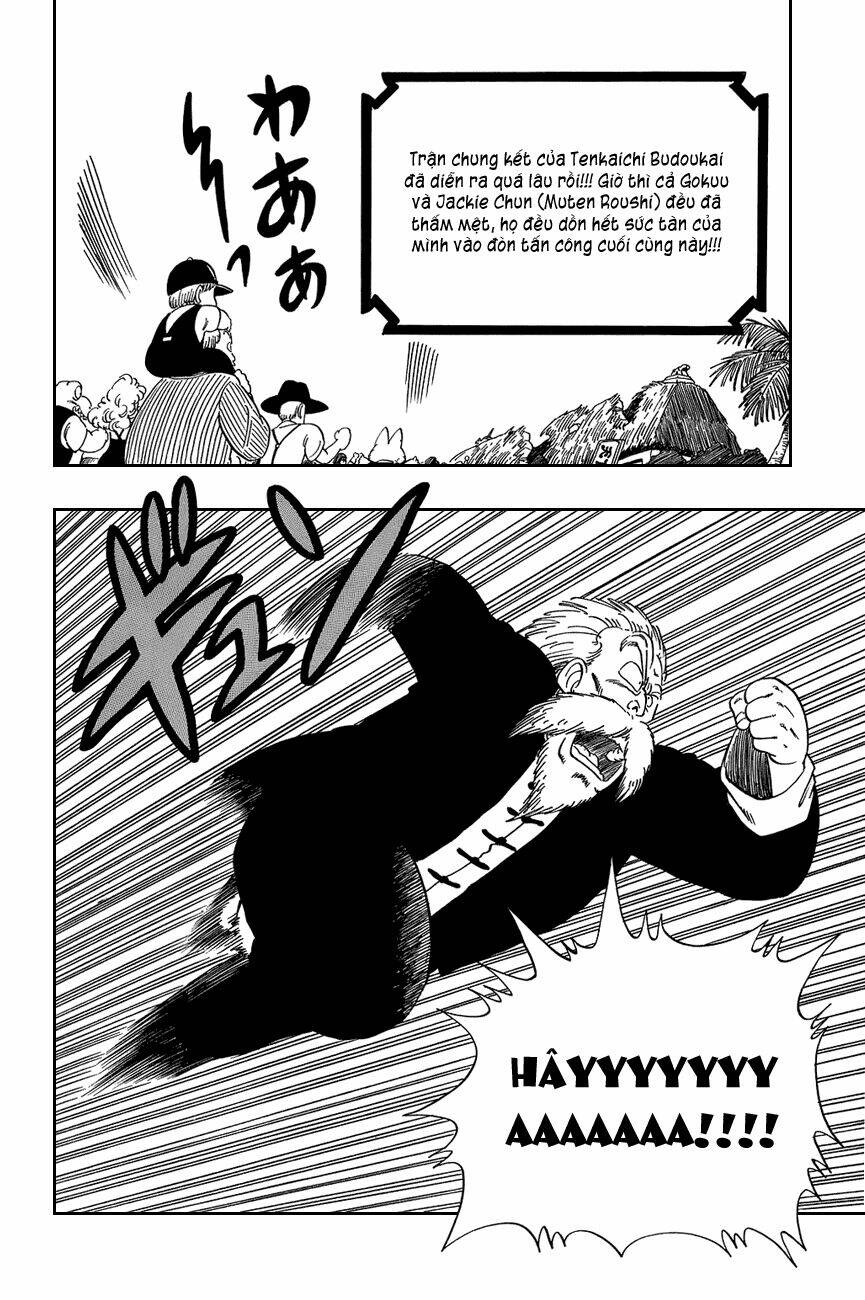 Trận chung kết của Tenkaichi Budoukai
đã diễn ra quá lâu rồi!!! Giờ thì cả Gokuu
và Jackie Chun (Muten Roushi) đều đã
thấm mệt, họ đều dồn hết sức tàn của
mình vào đòn tấn công cuối cùng này!!!
わあぁぁ
ギュン
HÂYYYYYYYY
AAAAAAA!!!!